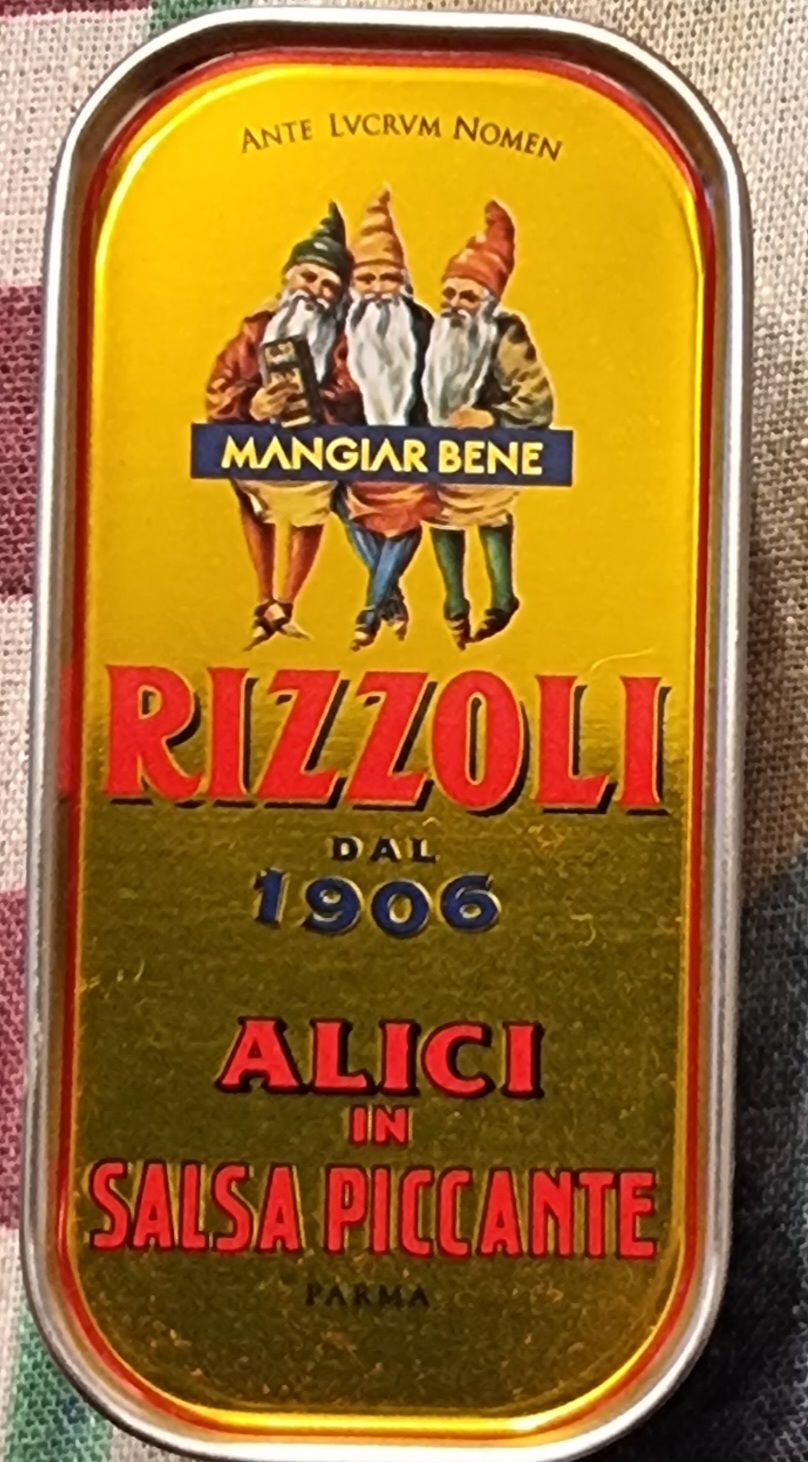 ANTE LVCRVM NOMEN
MANGIAR BENE
RIZZOLI
DAL
1906
ALICI
IN
SALSA PICCANTE
PARMA